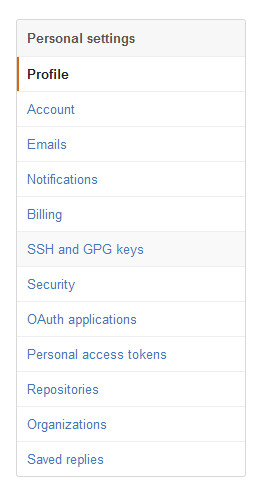 Personal settings
Profile
Account
Emails
Notifications
Billing
SSH and GPG keys
Security
OAuth applications
Personal access tokens
Repositories
Organizations
Saved replies